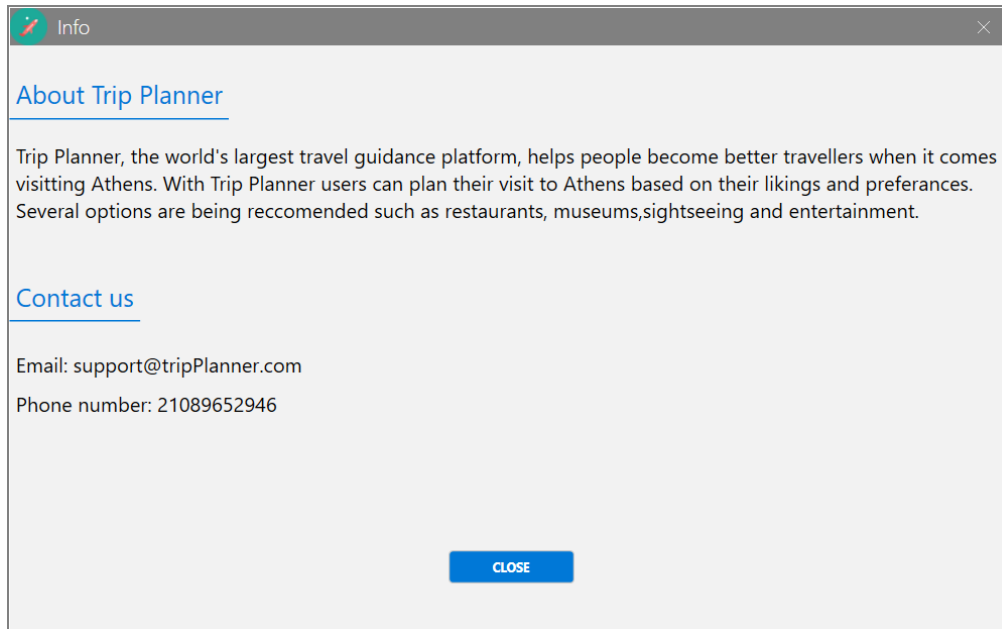 Info
About Trip Planner
Trip Planner, the world's largest travel guidance platform, helps people become better travellers when it comes
visitting Athens. With Trip Planner users can plan their visit to Athens based on their likings and preferances.
Several options are being reccomended such as restaurants, museums,sightseeing and entertainment.
Contact us
Email: support@tripPlanner.com
Phone number: 21089652946
CLOSE